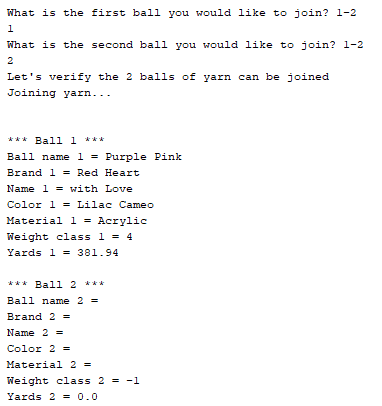 What is the first ball you would like to join? 1-2
1
What is the second ball you would like to join? 1-2
2
Let's verify the 2 balls of yarn can be joined
Joining yarn...
*** Ball 1 ***
Ball name 1 = Purple Pink
Brand 1 = Red Heart
Name 1 = with Love
Color 1 = Lilac Cameo
Material 1 = Acrylic
Weight class 1 = 4
Yards 1 = 381.94
*** Ball 2 ***
Ball name 2 =
Brand 2 =
Name 2 =
Color 2 =
Material 2 =
Weight class 2 = -1
Yards 2 = 0.0